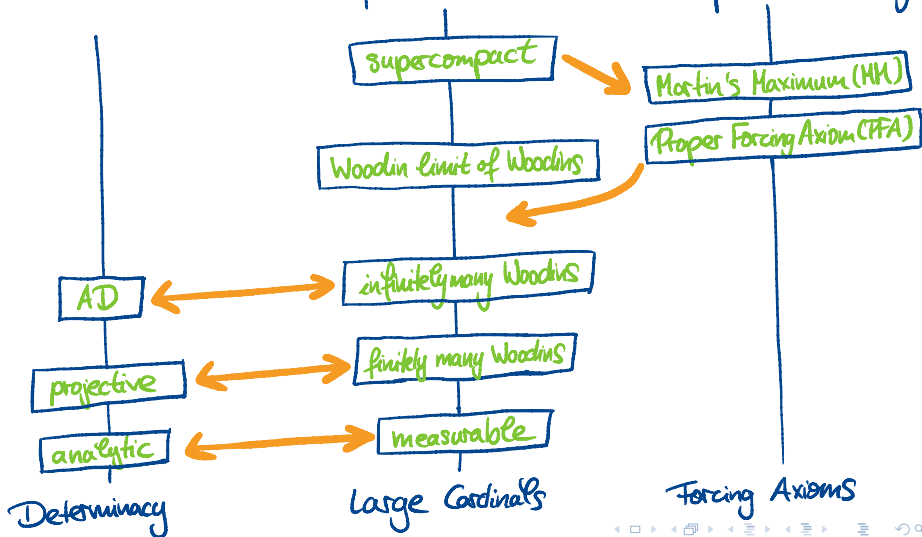 supercompact
Martin's Maximum (MM)
Proper Forcing Axiom (PFA)
Woodin limit of Woodins
AD
infinitely many Woodins
projective
finitely many Woodins
analytic
measurable
Determinacy
Large Cardinals
Forcing Axioms